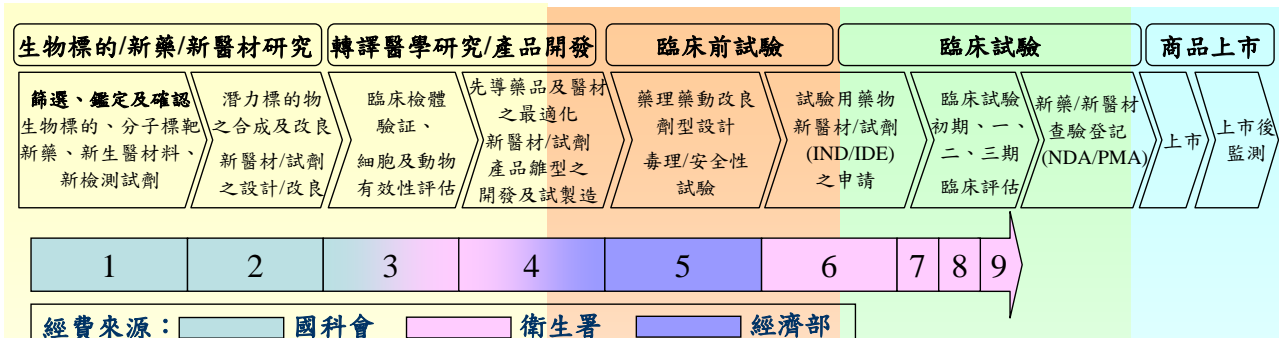 生物標的/新藥/新醫材研究
轉譯醫學研究/產品開發
臨床前試驗
臨床試驗
商品上市
篩選、鑑定及確認
生物標的、分子標靶
新藥、新生醫材料、
新檢測試劑
潛力標的物
之合成及改良
新醫材/試劑
之設計/改良
臨床檢體
驗証、
細胞及動物
有效性評估
先導藥品及醫材
之最適化
新醫材/試劑
產品雛型之
開發及試製造
藥理藥動改良
劑型設計
毒理/安全性
試驗
試驗用藥物
新醫材/試劑
(IND/IDE)
之申請
臨床試驗
初期、一、
二、三期
臨床評估
新藥/新醫材
查驗登記
(NDA/PMA)
上市
上市後
監測
1
2
3
4
5
6
7
8
9
經費來源：
國科會
衛生署
經濟部